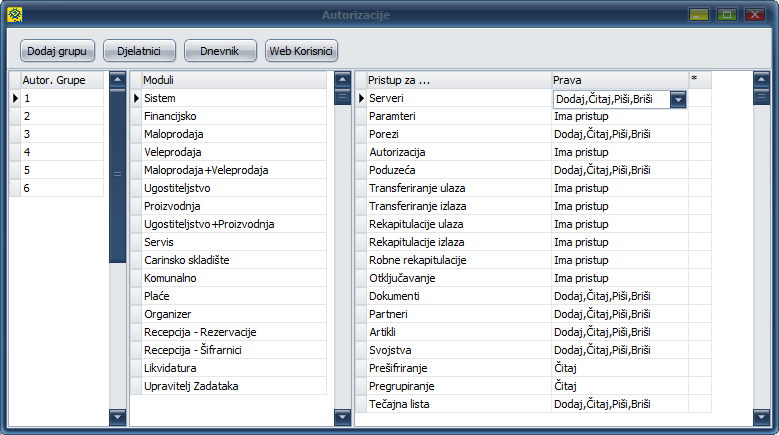 Autorizacije
Dodaj grupu Djelatnici Dnevnik Web Korisnici
Autor. Grupe
1
2
3
4
5
6
Moduli
Sistem
Financijsko
Maloprodaja
Veleprodaja
Maloprodaja+Veleprodaja
Ugostiteljstvo
Proizvodnja
Ugostiteljstvo+Proizvodnja
Servis
Carinsko skladište
Komunalno
Plaće
Organizer
Recepcija - Rezervacije
Recepcija - Šifrarnici
Likvidatura
Upravitelj Zadataka
Pristup za ... Prava *
Serveri Dodaj,Čitaj,Piši,Briši
Paramteri Ima pristup
Porezi Dodaj,Čitaj,Piši,Briši
Autorizacija Ima pristup
Poduzeća Dodaj,Čitaj,Piši,Briši
Transferiranje ulaza Ima pristup
Transferiranje izlaza Ima pristup
Rekapitulacije ulaza Ima pristup
Rekapitulacije izlaza Ima pristup
Robne rekapitulacije Ima pristup
Otključavanje Ima pristup
Dokumenti Dodaj,Čitaj,Piši,Briši
Partneri Dodaj,Čitaj,Piši,Briši
Artikli Dodaj,Čitaj,Piši,Briši
Svojstva Dodaj,Čitaj,Piši,Briši
Prešifriranje Čitaj
Pregrupiranje Čitaj
Tečajna lista Dodaj,Čitaj,Piši,Briši